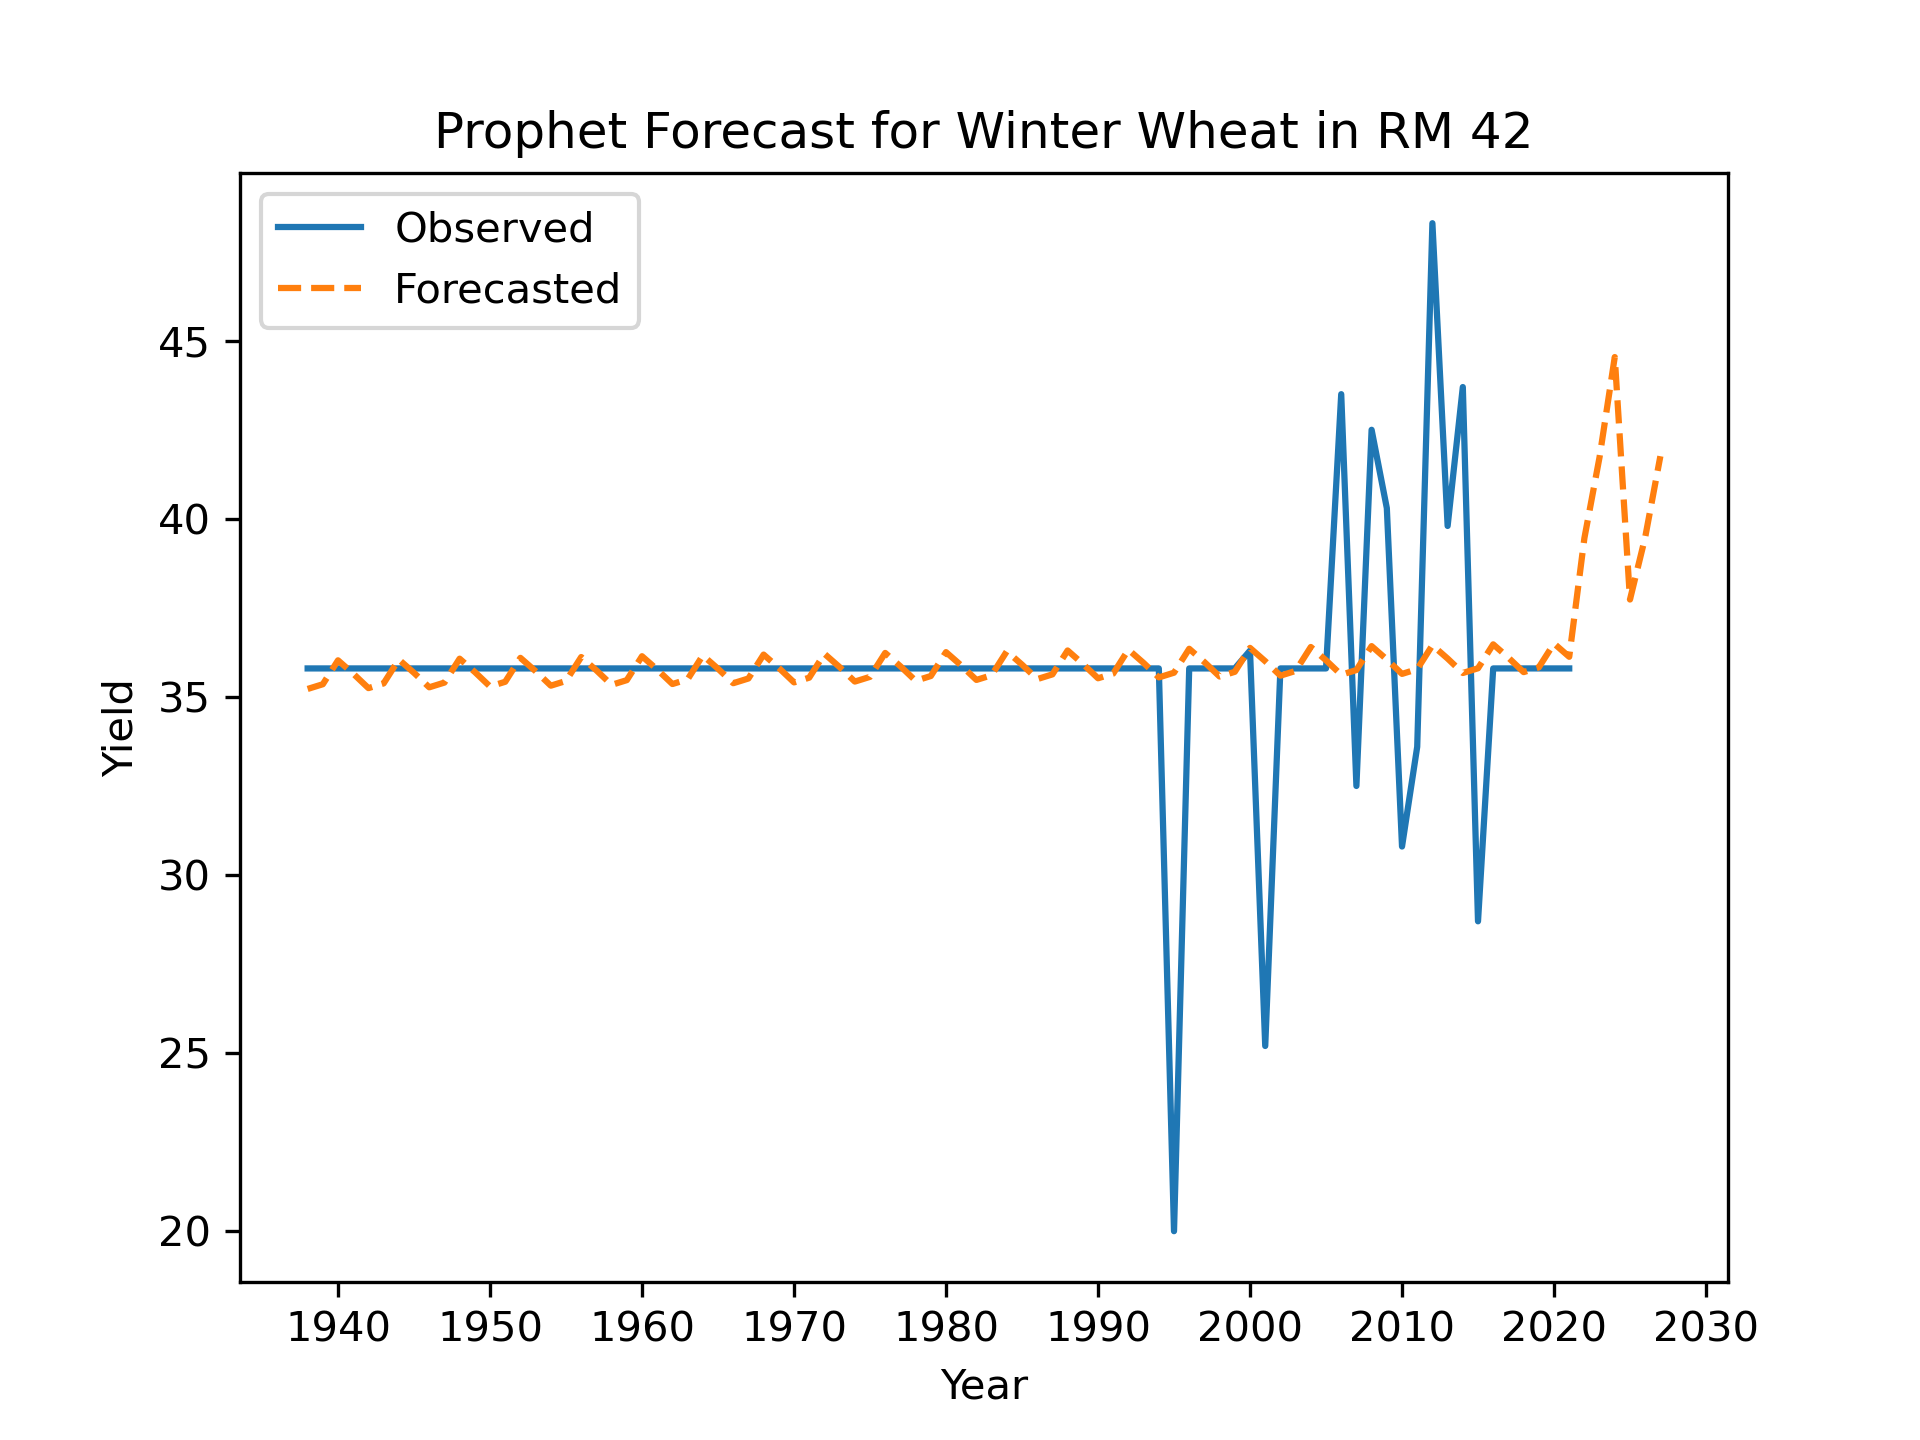 Prophet Forecast for Winter Wheat in RM 42
Observed
Forecasted
45
40
35
30
25
20
Yield
1940 1950 1960 1970 1980 1990 2000 2010 2020 2030
Year